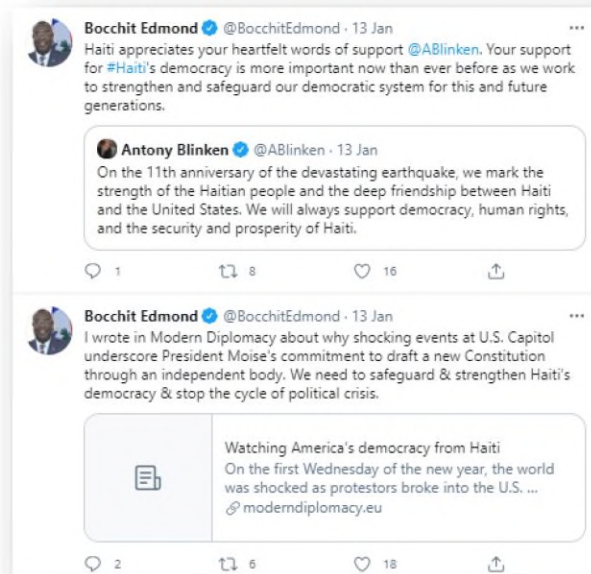 Bocchit Edmond @BocchitEdmond · 13 Jan
Haiti appreciates your heartfelt words of support @ABlinken. Your support
for #Haiti's democracy is more important now than ever before as we work
to strengthen and safeguard our democratic system for this and future
generations.
Antony Blinken @ABlinken · 13 Jan
On the 11th anniversary of the devastating earthquake, we mark the
strength of the Haitian people and the deep friendship between Haiti
and the United States. We will always support democracy, human rights,
and the security and prosperity of Haiti.
1 8 16
Bocchit Edmond @BocchitEdmond · 13 Jan
I wrote in Modern Diplomacy about why shocking events at U.S. Capitol
underscore President Moise's commitment to draft a new Constitution
through an independent body. We need to safeguard & strengthen Haiti's
democracy & stop the cycle of political crisis.
Watching America's democracy from Haiti
On the first Wednesday of the new year, the world
was shocked as protestors broke into the U.S. ...
moderndiplomacy.eu
2 6 18